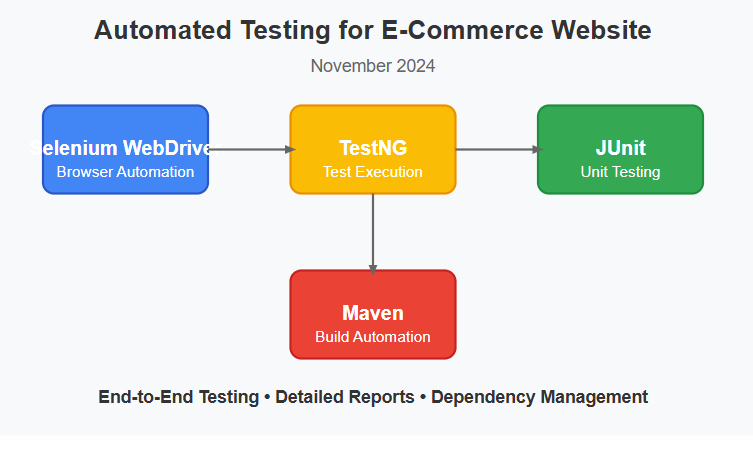 Automated Testing for E-Commerce Website
November 2024
Selenium WebDrive
Browser Automation
TestNG
Test Execution
JUnit
Unit Testing
Maven
Build Automation
End-to-End Testing • Detailed Reports • Dependency Management